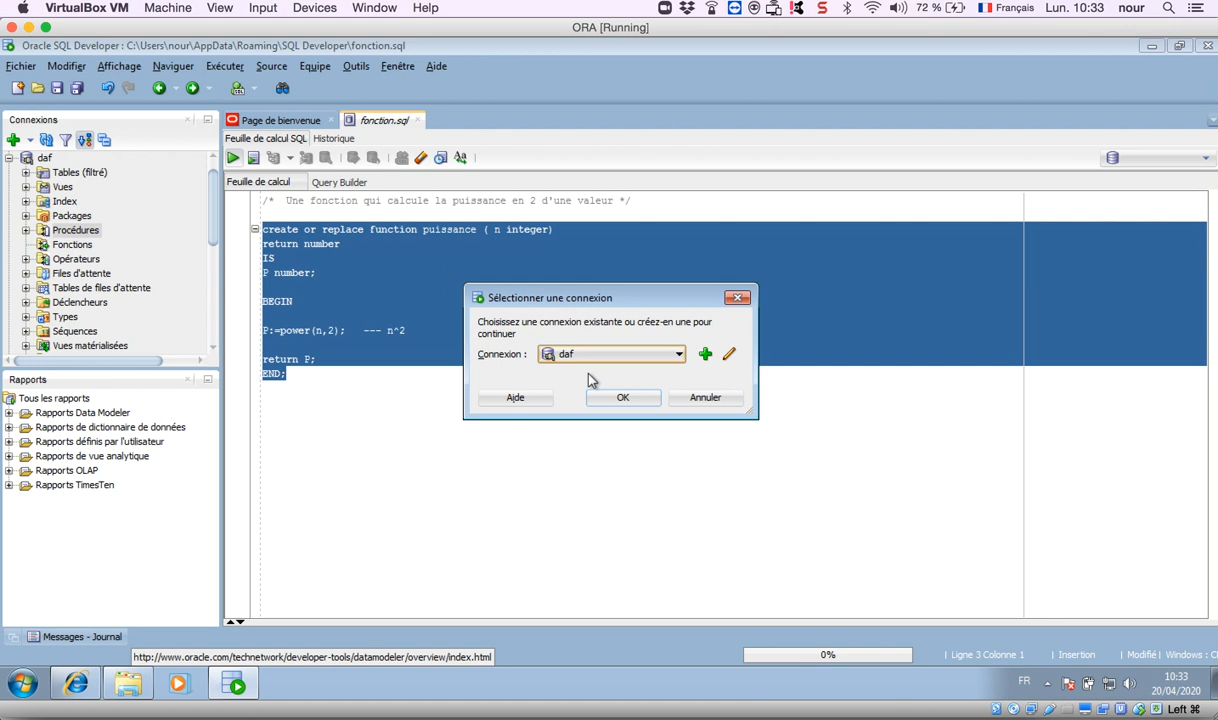 VirtualBox VM Machine View Input Devices Window Help 72 % Français Lun. 10:33 nour
ORA [Running]
Oracle SQL Developer : C:\Users\nour\AppData\Roaming\SQL Developer\fonction.sql
Fichier Modifier Affichage Naviguer Exécuter Source Equipe Outils Fenêtre Aide
Connexions
daf
Tables (filtré)
Vues
Index
Packages
Procédures
Fonctions
Opérateurs
Files d'attente
Tables de files d'attente
Déclencheurs
Types
Séquences
Vues matérialisées
Rapports
Tous les rapports
Rapports Data Modeler
Rapports de dictionnaire de données
Rapports définis par l'utilisateur
Rapports de vue analytique
Rapports OLAP
Rapports TimesTen
Page de bienvenue fonction.sql
Feuille de calcul SQL Historique
Feuille de calcul Query Builder
/* Une fonction qui calcule la puissance en 2 d'une valeur */
create or replace function puissance ( n integer)
return number
IS
P number;
BEGIN
P:=power(n,2); --- n^2
return P;
END;
Sélectionner une connexion
Choisissez une connexion existante ou créez-en une pour
continuer
Connexion : daf
Aide OK Annuler
Messages - Journal
http://www.oracle.com/technetwork/developer-tools/datamodeler/overview/index.html
0%
Ligne 3 Colonne 1 Insertion Modifié Windows : C
FR
10:33
20/04/2020
Left ⌘